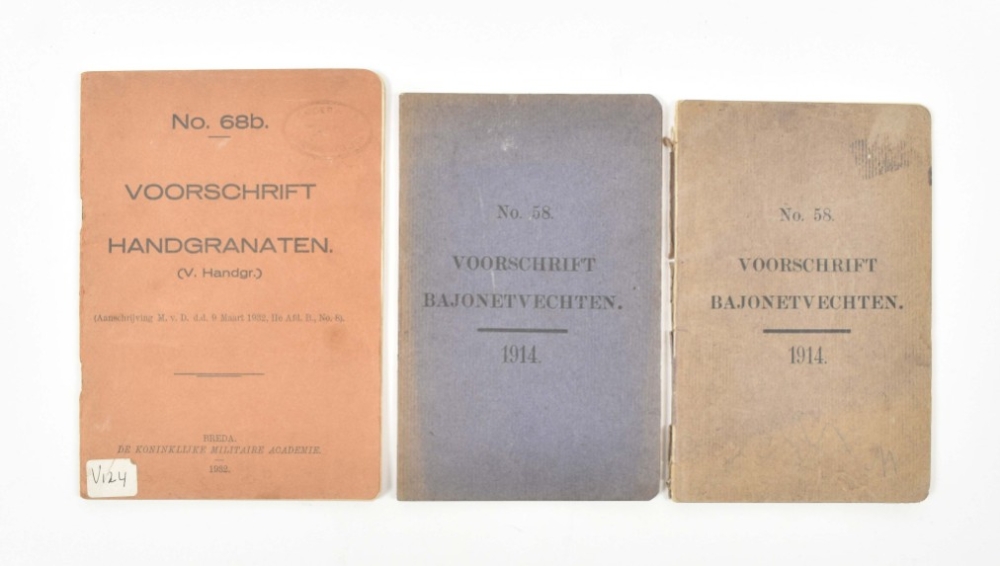 No. 68b.
VOORSCHRIFT
HANDGRANATEN.
(V. Handgr.)
(Aanschrijving M. v. D. d.d. 9 Maart 1932, IIe Afd. B., No. 8).
BREDA.
DE KONINKLIJKE MILITAIRE ACADEMIE.
1932.
V124
No. 58.
VOORSCHRIFT
BAJONETVECHTEN.
1914.
No. 58.
VOORSCHRIFT
BAJONETVECHTEN.
1914.